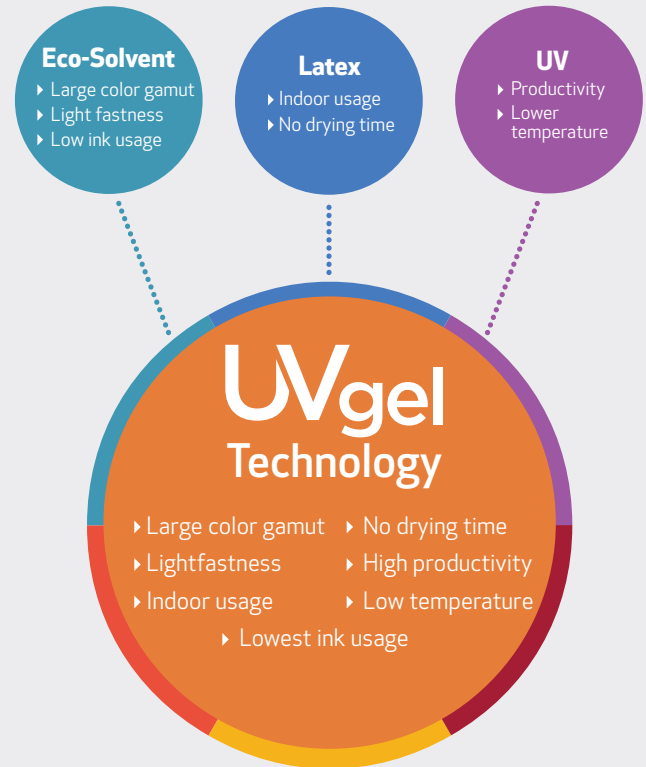 Eco-Solvent
Large color gamut
Light fastness
Low ink usage
Latex
Indoor usage
No drying time
UV
Productivity
Lower
temperature
UVgel
Technology
Large color gamut
No drying time
Lightfastness
High productivity
Indoor usage
Low temperature
Lowest ink usage